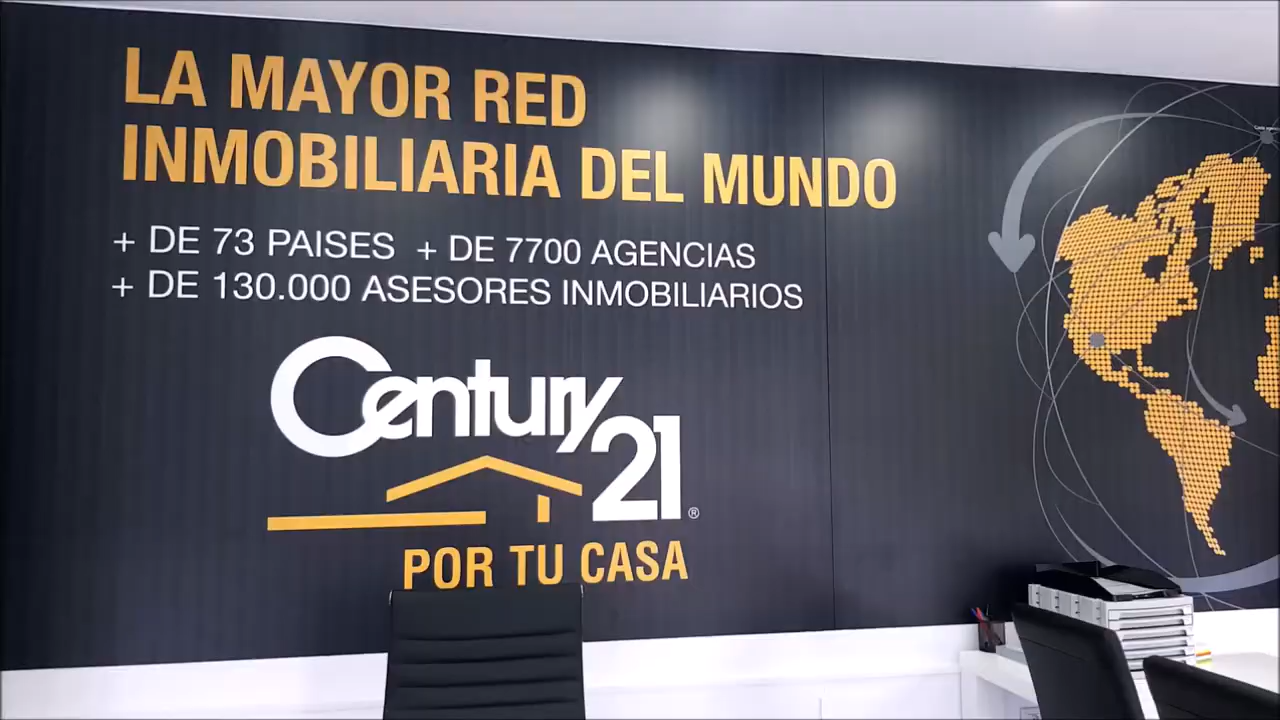 LA MAYOR RED
INMOBILIARIA DEL MUNDO
+ DE 73 PAISES + DE 7700 AGENCIAS
+ DE 130.000 ASESORES INMOBILIARIOS
Century
21®
POR TU CASA